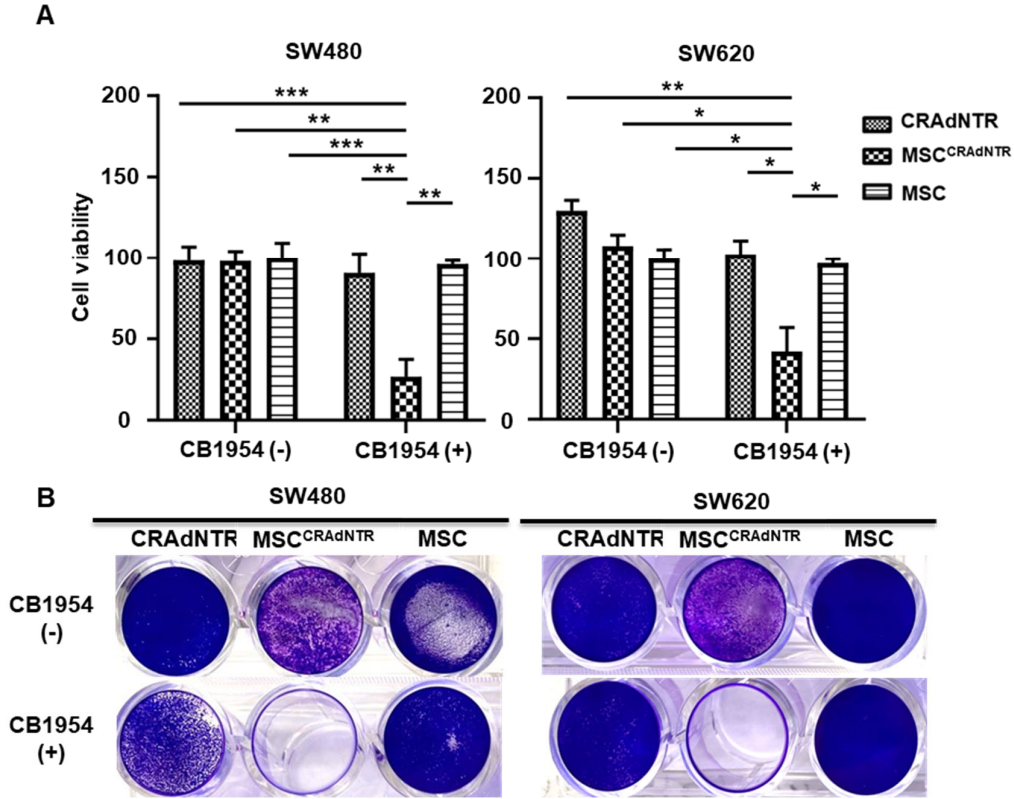 A
SW480
SW620
200
150
100
50
0
Cell viability
***
**
***
**
**
CB1954 (-)
CB1954 (+)
200
150
100
50
0
**
*
*
*
*
CB1954 (-)
CB1954 (+)
CRAdNTR
MSCCRAdNTR
MSC
B
SW480
SW620
CRAdNTR MSCCRAdNTR MSC
CRAdNTR MSCCRAdNTR MSC
CB1954
(-)
CB1954
(+)